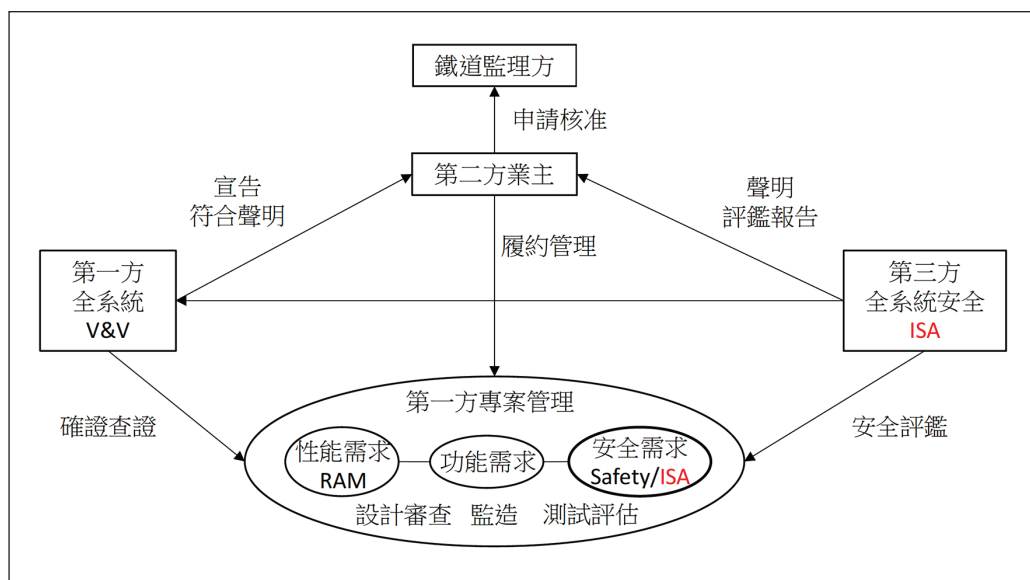 鐵道監理方
申請核准
第二方業主
宣告
符合聲明
聲明
評鑑報告
履約管理
第一方
全系統
V&V
第三方
全系統安全
ISA
確證查證
安全評鑑
第一方專案管理
性能需求
RAM
功能需求
安全需求
Safety/ISA
設計審查 監造 測試評估